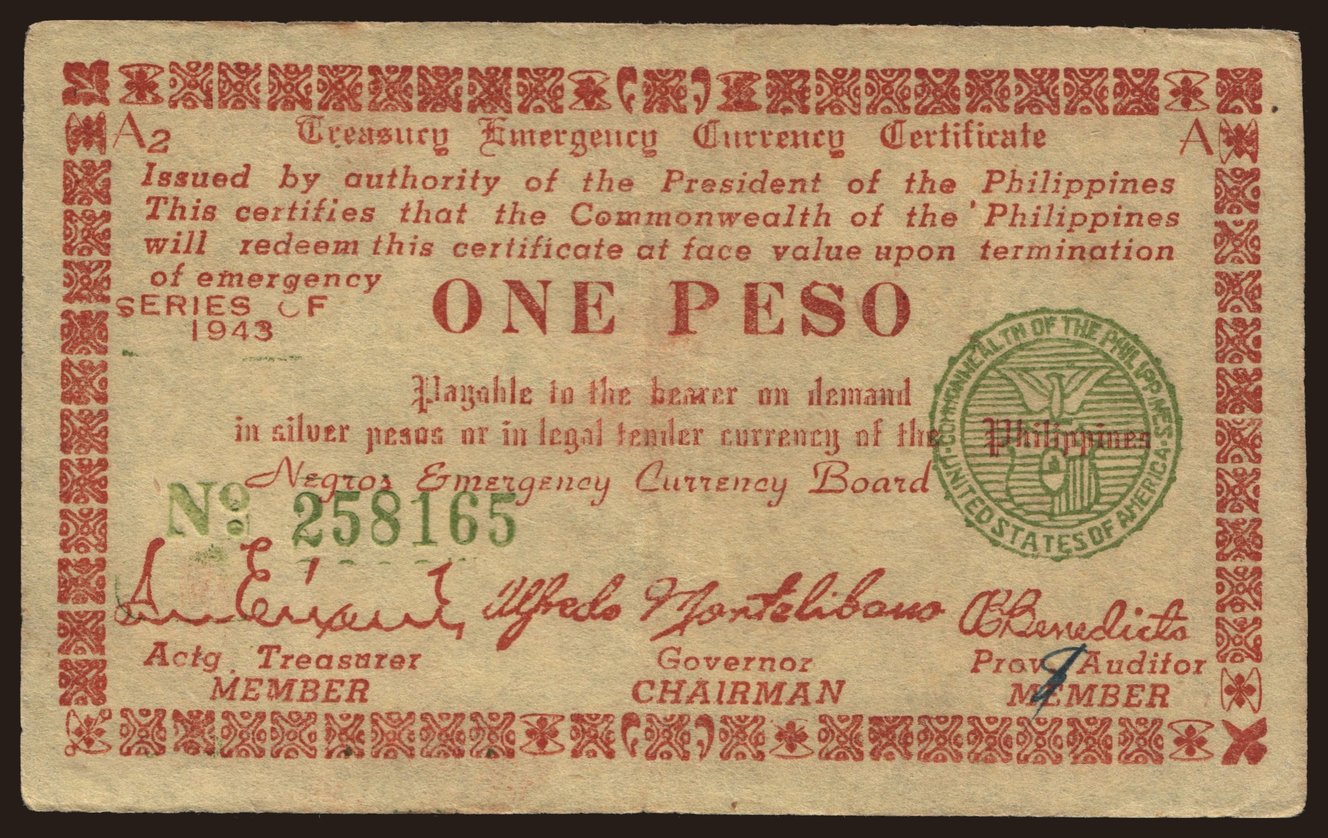 A2 Treasury Emergency Currency Certificate A
Issued by authority of the President of the Philippines
This certifies that the Commonwealth of the Philippines
will redeem this certificate at face value upon termination
of emergency
SERIES OF
1943
ONE PESO
Payable to the bearer on demand
in silver pesos or in legal tender currency of the Philippines
Negros Emergency Currency Board
No 258165
COMMONWEALTH OF THE PHILIPPINES
UNITED STATES OF AMERICA
Alfredo Montelibano
Benedicto
Actg Treasurer
MEMBER
Governor
CHAIRMAN
Prov Auditor
MEMBER